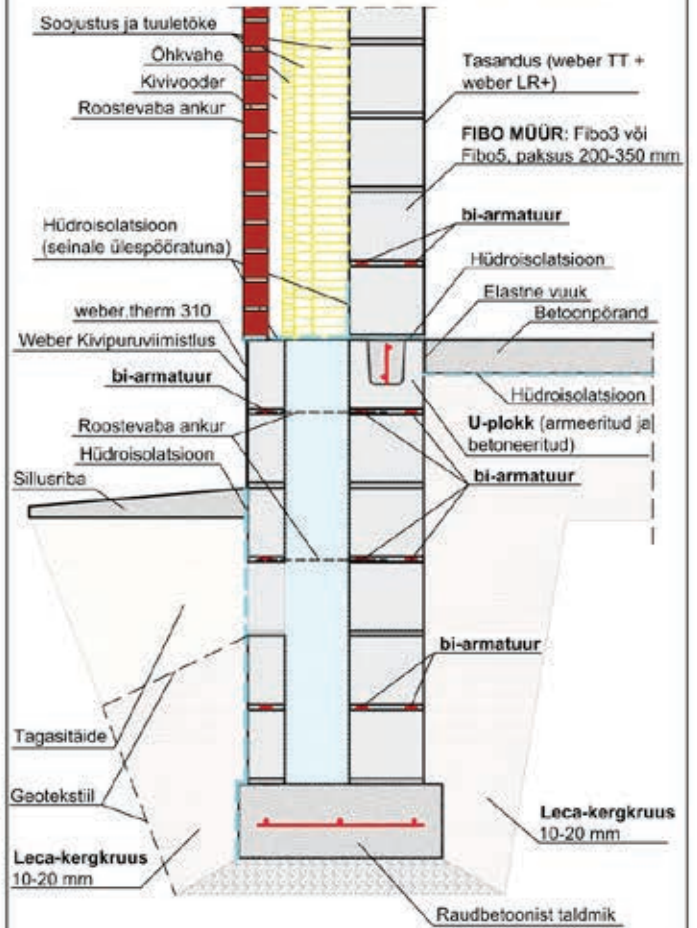 Soojustus ja tuuletõke
Õhkvahe
Kivivooder
Roostevaba ankur
Tasandus (weber TT +
weber LR+)
FIBO MÜÜR: Fibo3 või
Fibo5, paksus 200-350 mm
bi-armatuur
Hüdroisolatsioon
(seinale ülespööratuna)
Hüdroisolatsioon
Elastne vuuk
Betoonpõrand
weber.therm 310
Weber Kivipuruviimistlus
bi-armatuur
Hüdroisolatsioon
Roostevaba ankur
U-plokk (armeeritud ja
betoneeritud)
Hüdroisolatsioon
bi-armatuur
Sillusriba
bi-armatuur
Tagasitäide
Geotekstiil
Leca-kergkruus
10-20 mm
Leca-kergkruus
10-20 mm
Raudbetoonist taldmik